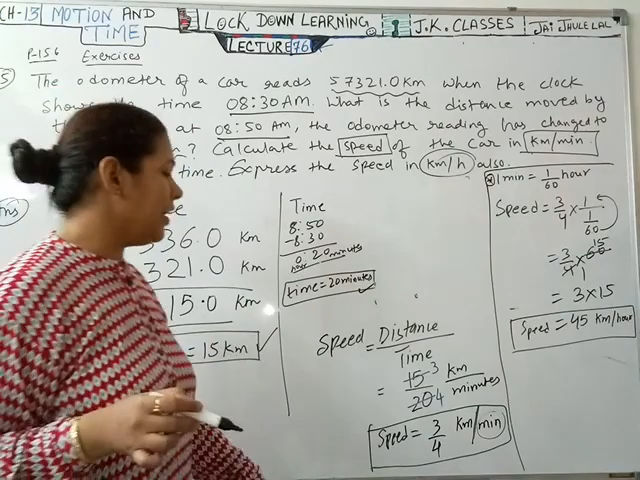 CH-13 MOTION AND TIME
LOCK DOWN LEARNING
J.K. CLASSES
JAI JHULE LAL
LECTURE 76
P-156 Exercises
The odometer of a car reads 57321.0 Km when the clock
shows the time 08:30 AM. What is the distance moved by
at 08:50 AM, the odometer reading has changed to
? Calculate the speed of the car in Km/min.
time. Express the speed in Km/h also.
Ans
336.0 Km
321.0 Km
15.0 Km
= 15 Km
Time
8:50
-8:30
0:20 minutes
hour
time = 20 minutes
Speed = Distance
Time
= 15 3 Km
20 4 minutes
Speed = 3/4 Km/min
1 min = 1/60 hour
Speed = 3/4 × 1/1/60
= 3/4 × 60 15
1
= 3 × 15
Speed = 45 Km/hour